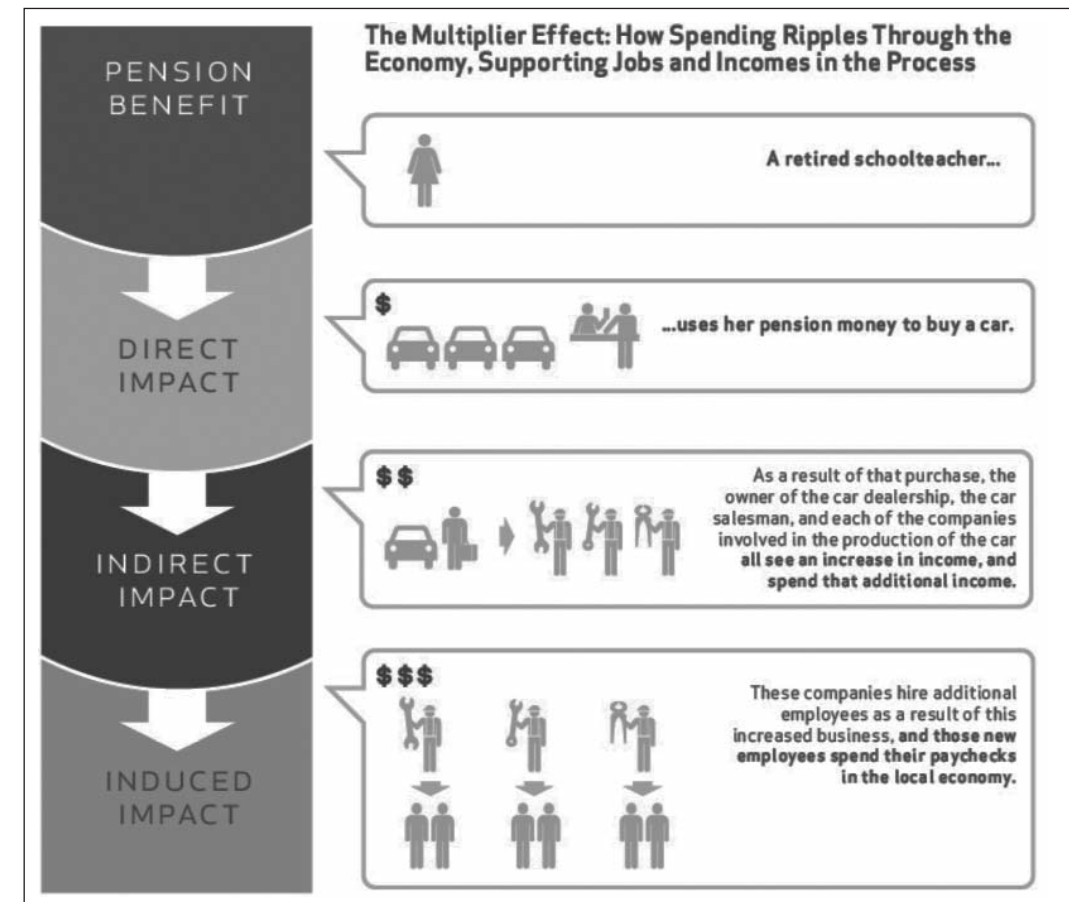 The Multiplier Effect: How Spending Ripples Through the
Economy, Supporting Jobs and Incomes in the Process
PENSION
BENEFIT
A retired schoolteacher...
DIRECT
IMPACT
$
...uses her pension money to buy a car.
INDIRECT
IMPACT
$ $
As a result of that purchase, the
owner of the car dealership, the car
salesman, and each of the companies
involved in the production of the car
all see an increase in income, and
spend that additional income.
INDUCED
IMPACT
$ $ $
These companies hire additional
employees as a result of this
increased business, and those new
employees spend their paychecks
in the local economy.